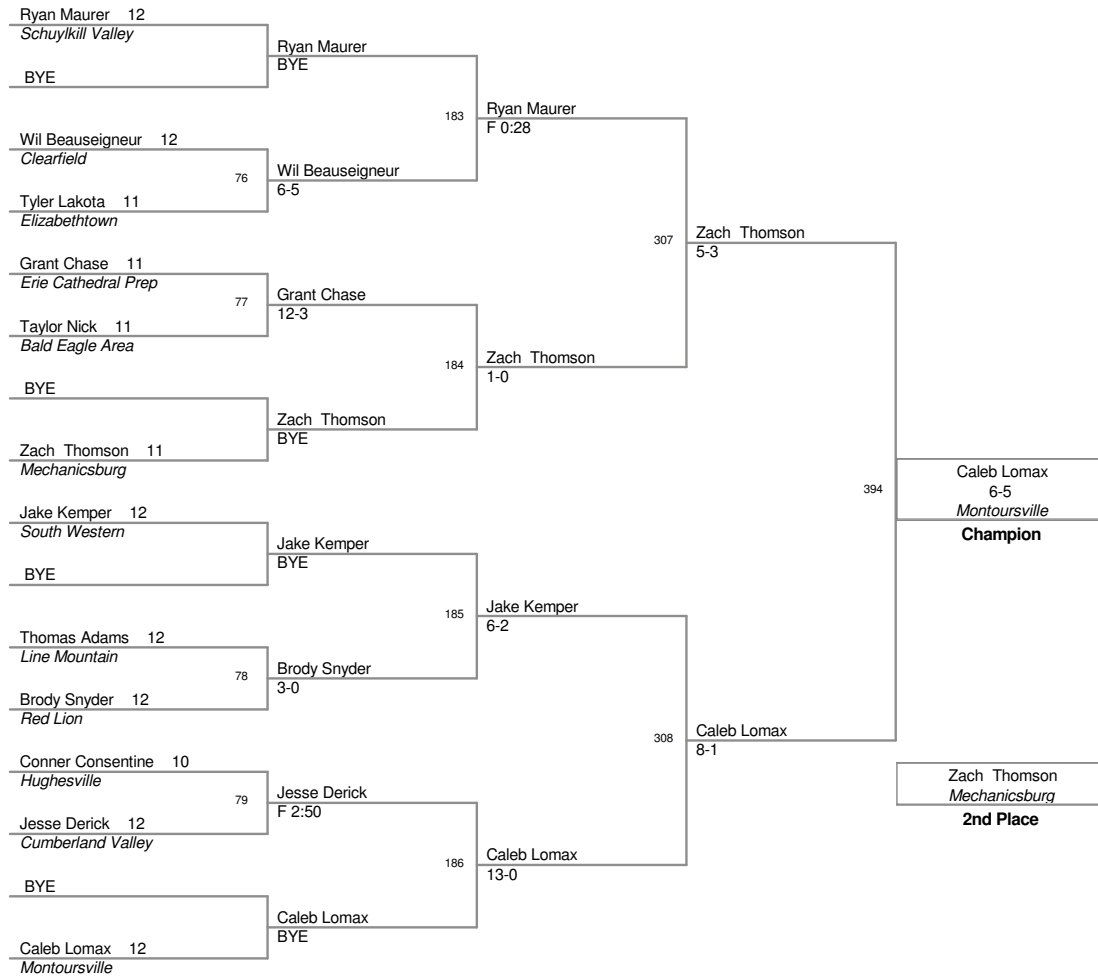 Ryan Maurer 12
Schuylkill Valley
BYE
Wil Beauseigneur 12
Clearfield
76
Tyler Lakota 11
Elizabethtown
Grant Chase 11
Erie Cathedral Prep
77
Taylor Nick 11
Bald Eagle Area
BYE
Zach Thomson 11
Mechanicsburg
Jake Kemper 12
South Western
BYE
Thomas Adams 12
Line Mountain
78
Brody Snyder 12
Red Lion
Conner Consentine 10
Hughesville
79
Jesse Derick 12
Cumberland Valley
BYE
Caleb Lomax 12
Montoursville
Ryan Maurer
BYE
183
Wil Beauseigneur
6-5
Grant Chase
12-3
184
Zach Thomson
BYE
Jake Kemper
BYE
185
Brody Snyder
3-0
Jesse Derick
F 2:50
186
Caleb Lomax
BYE
Ryan Maurer
F 0:28
307
Zach Thomson
1-0
Jake Kemper
6-2
308
Caleb Lomax
13-0
Zach Thomson
5-3
394
Caleb Lomax
8-1
Caleb Lomax
6-5
Montoursville
Champion
Zach Thomson
Mechanicsburg
2nd Place